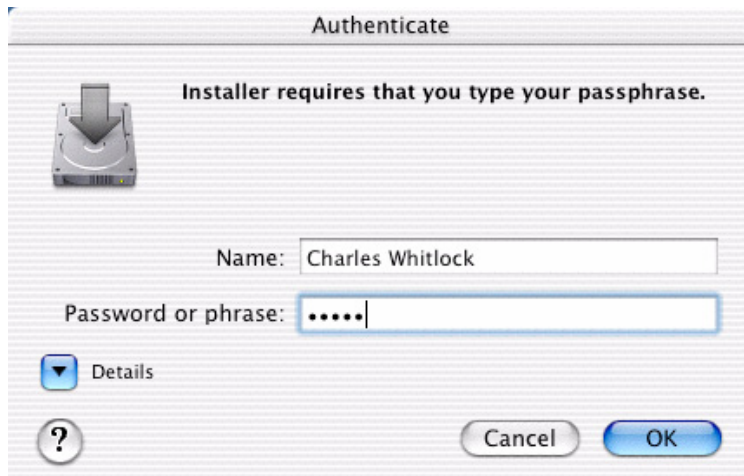 Authenticate
Installer requires that you type your passphrase.
Name: Charles Whitlock
Password or phrase: •••••
Details
?
Cancel OK